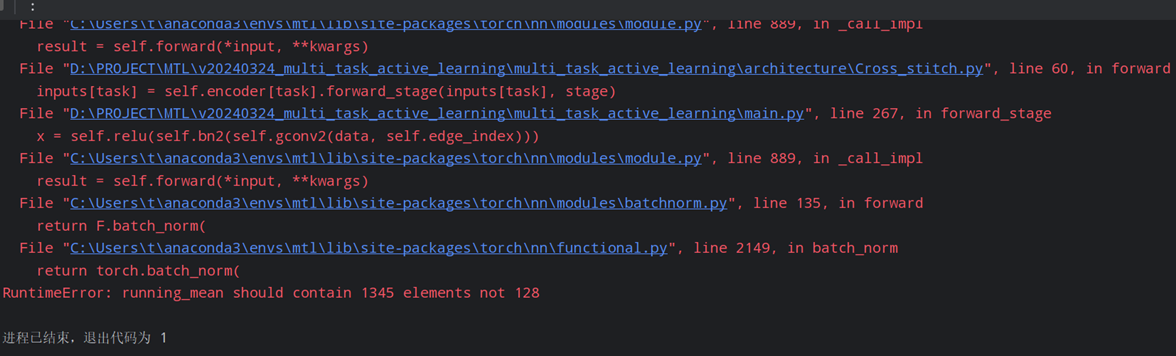 :
File "C:\Users\t\anaconda3\envs\mtl\lib\site-packages\torch\nn\modules\module.py", line 889, in _call_impl
result = self.forward(*input, **kwargs)
File "D:\PROJECT\MTL\v20240324_multi_task_active_learning\multi_task_active_learning\architecture\Cross_stitch.py", line 60, in forward
inputs[task] = self.encoder[task].forward_stage(inputs[task], stage)
File "D:\PROJECT\MTL\v20240324_multi_task_active_learning\multi_task_active_learning\main.py", line 267, in forward_stage
x = self.relu(self.bn2(self.gconv2(data, self.edge_index)))
File "C:\Users\t\anaconda3\envs\mtl\lib\site-packages\torch\nn\modules\module.py", line 889, in _call_impl
result = self.forward(*input, **kwargs)
File "C:\Users\t\anaconda3\envs\mtl\lib\site-packages\torch\nn\modules\batchnorm.py", line 135, in forward
return F.batch_norm(
File "C:\Users\t\anaconda3\envs\mtl\lib\site-packages\torch\nn\functional.py", line 2149, in batch_norm
return torch.batch_norm(
RuntimeError: running_mean should contain 1345 elements not 128
进程已结束，退出代码为 1